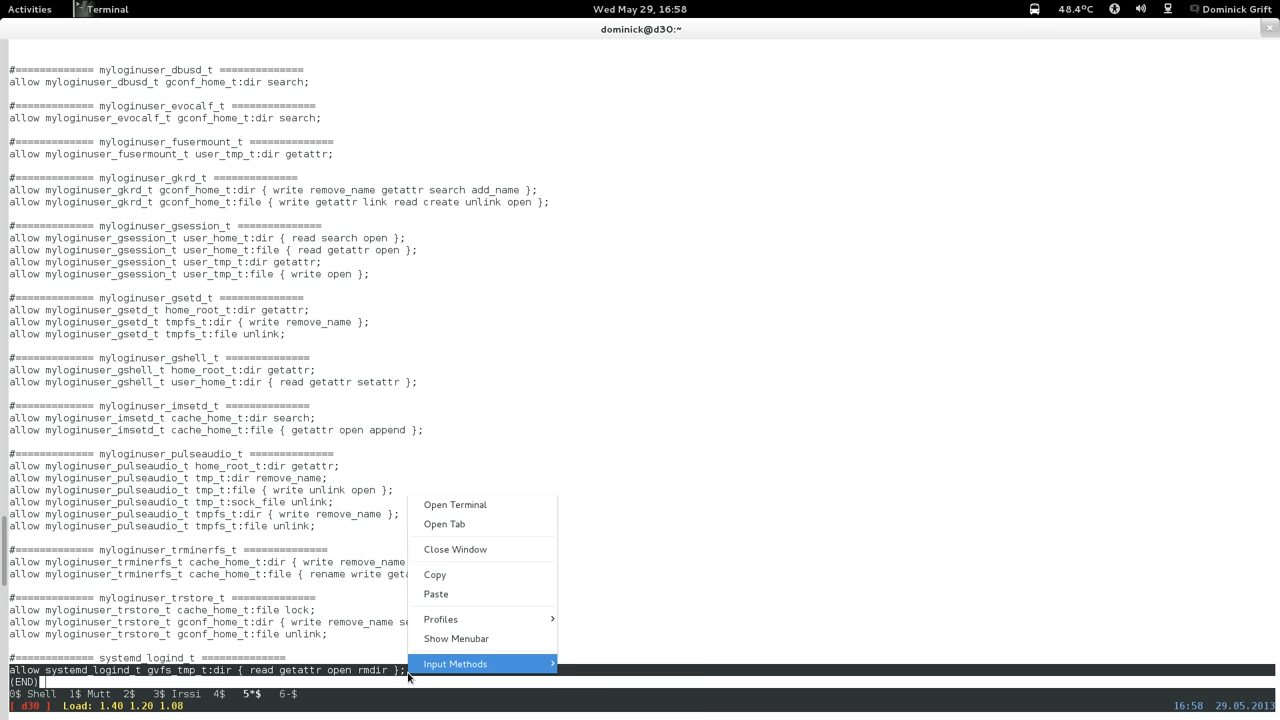 Activities Terminal Wed May 29, 16:58 48.4°C Dominick Grift
dominick@d30:~
#============= myloginuser_dbusd_t ==============
allow myloginuser_dbusd_t gconf_home_t:dir search;
#============= myloginuser_evocalf_t ==============
allow myloginuser_evocalf_t gconf_home_t:dir search;
#============= myloginuser_fusermount_t ==============
allow myloginuser_fusermount_t user_tmp_t:dir getattr;
#============= myloginuser_gkrd_t ==============
allow myloginuser_gkrd_t gconf_home_t:dir { write remove_name getattr search add_name };
allow myloginuser_gkrd_t gconf_home_t:file { write getattr link read create unlink open };
#============= myloginuser_gsession_t ==============
allow myloginuser_gsession_t user_home_t:dir { read search open };
allow myloginuser_gsession_t user_home_t:file { read getattr open };
allow myloginuser_gsession_t user_tmp_t:dir getattr;
allow myloginuser_gsession_t user_tmp_t:file { write open };
#============= myloginuser_gsetd_t ==============
allow myloginuser_gsetd_t home_root_t:dir getattr;
allow myloginuser_gsetd_t tmpfs_t:dir { write remove_name };
allow myloginuser_gsetd_t tmpfs_t:file unlink;
#============= myloginuser_gshell_t ==============
allow myloginuser_gshell_t home_root_t:dir getattr;
allow myloginuser_gshell_t user_home_t:dir { read getattr setattr };
#============= myloginuser_imsetd_t ==============
allow myloginuser_imsetd_t cache_home_t:dir search;
allow myloginuser_imsetd_t cache_home_t:file { getattr open append };
#============= myloginuser_pulseaudio_t ==============
allow myloginuser_pulseaudio_t home_root_t:dir getattr;
allow myloginuser_pulseaudio_t tmp_t:dir remove_name;
allow myloginuser_pulseaudio_t tmp_t:file { write unlink open };
allow myloginuser_pulseaudio_t tmp_t:sock_file unlink;
allow myloginuser_pulseaudio_t tmpfs_t:dir { write remove_name };
allow myloginuser_pulseaudio_t tmpfs_t:file unlink;
#============= myloginuser_trminerfs_t ==============
allow myloginuser_trminerfs_t cache_home_t:dir { write remove_name
allow myloginuser_trminerfs_t cache_home_t:file { rename write geta
#============= myloginuser_trstore_t ==============
allow myloginuser_trstore_t cache_home_t:file lock;
allow myloginuser_trstore_t gconf_home_t:dir { write remove_name se
allow myloginuser_trstore_t gconf_home_t:file unlink;
#============= systemd_logind_t ==============
allow systemd_logind_t gvfs_tmp_t:dir { read getattr open rmdir };
(END)
0$ Shell 1$ Mutt 2$ 3$ Irssi 4$ 5*$ 6-$
[ d30 ] Load: 1.40 1.20 1.08 16:58 29.05.2013
Open Terminal
Open Tab
Close Window
Copy
Paste
Profiles
Show Menubar
Input Methods